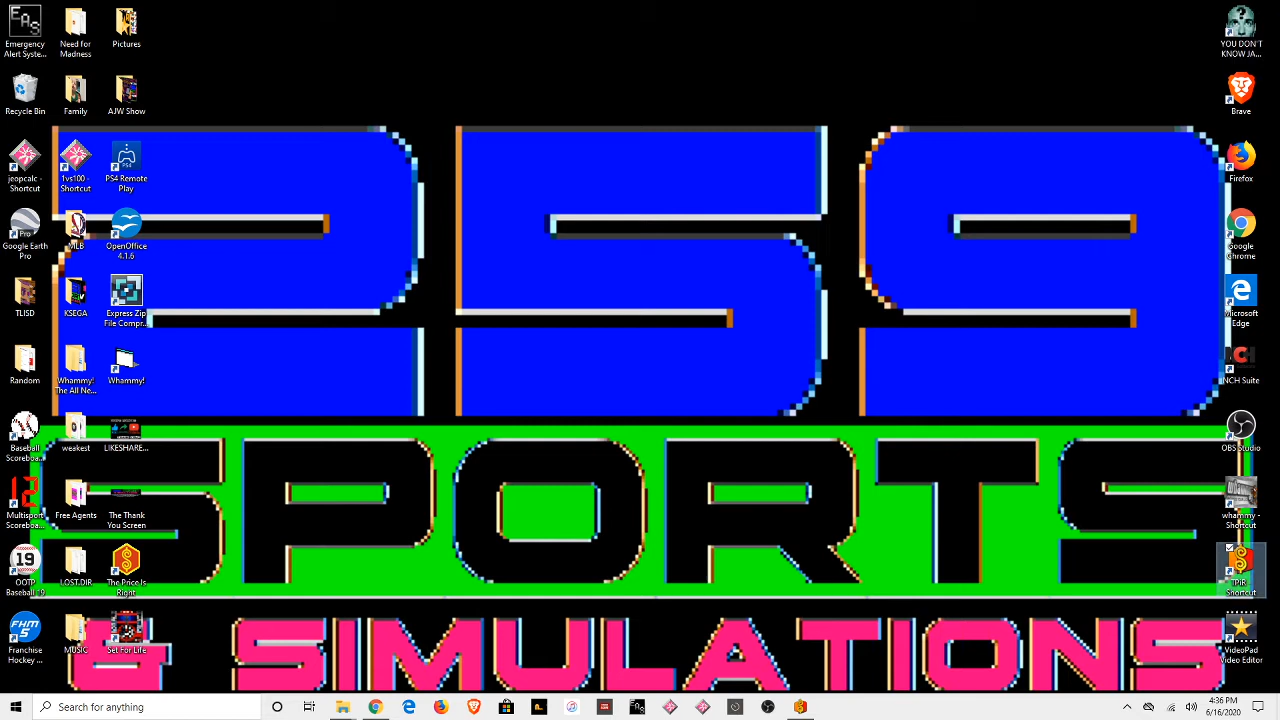 Emergency
Alert Syste...
Need for
Madness
Pictures
Recycle Bin
Family
AJW Show
jeopcalc -
Shortcut
1vs100 -
Shortcut
PS4
PS4 Remote
Play
Google Earth
Pro
MLB
OpenOffice
4.1.6
TLISD
KSEGA
Express Zip
File Compr...
Random
Whammy!
The All Ne...
Whammy!
Baseball
Scoreboa...
weakest
LIKESHARE...
12
Multisport
Scoreboa...
Free Agents
The Thank
You Screen
19
OOTP
Baseball 19
LOST.DIR
The Price Is
Right
FHM5
Franchise
Hockey ...
MUSIC
Set For Life
259
SPORTS
& SIMULATIONS
YOU DON'T
KNOW JA...
Brave
Firefox
Google
Chrome
Microsoft
Edge
NCH Suite
OBS Studio
whammy -
Shortcut
TPIR -
Shortcut
VideoPad
Video Editor
Search for anything
4:36 PM
6/16/2020